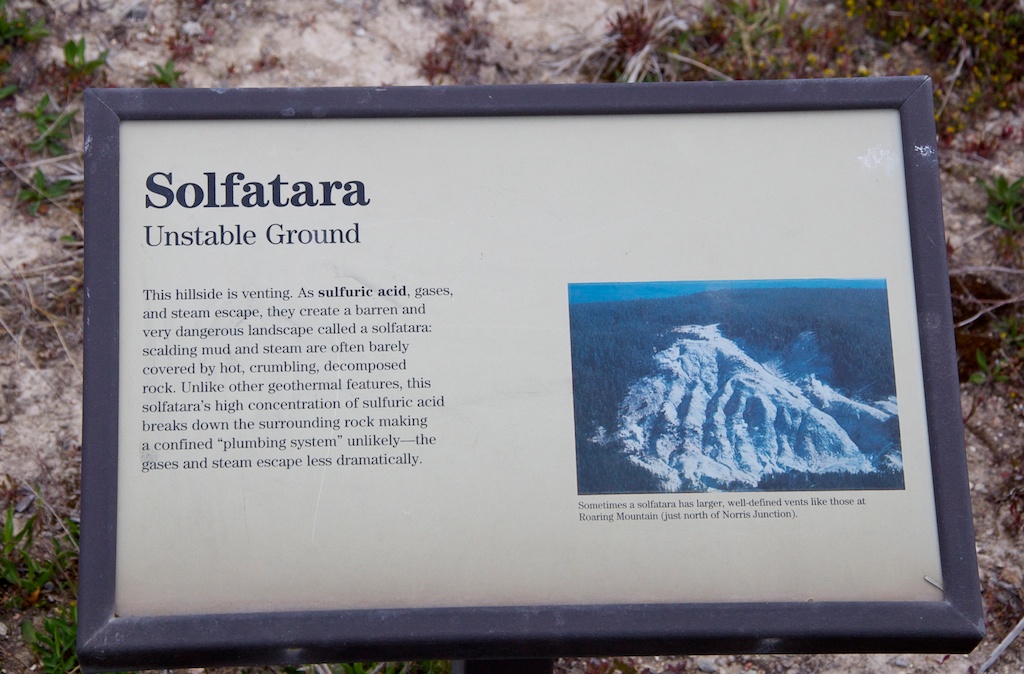 Solfatara
Unstable Ground
This hillside is venting. As sulfuric acid, gases,
and steam escape, they create a barren and
very dangerous landscape called a solfatara:
scalding mud and steam are often barely
covered by hot, crumbling, decomposed
rock. Unlike other geothermal features, this
solfatara's high concentration of sulfuric acid
breaks down the surrounding rock making
a confined “plumbing system” unlikely—the
gases and steam escape less dramatically.
Sometimes a solfatara has larger, well-defined vents like those at
Roaring Mountain (just north of Norris Junction).